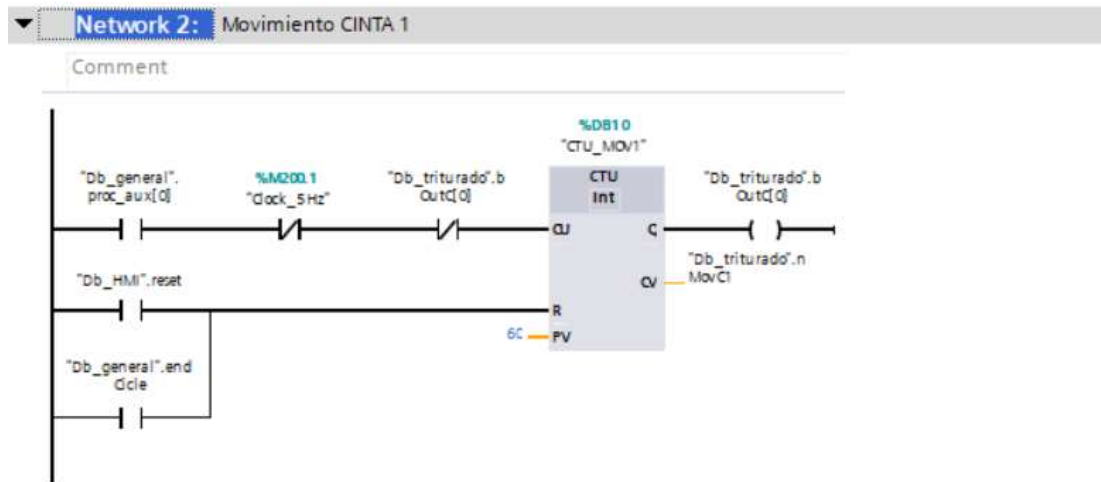 Network 2: Movimiento CINTA 1
Comment
%DB10
"CTU_MOV1"
"Db_general".
proc_aux[0]
%M200.1
"Clock_5Hz"
"Db_triturado".b
OutC[0]
CTU
Int
"Db_triturado".b
OutC[0]
CU
Q
"Db_HMI".reset
"Db_triturado".n
MovC1
CV
R
60
PV
"Db_general".end
Cicle